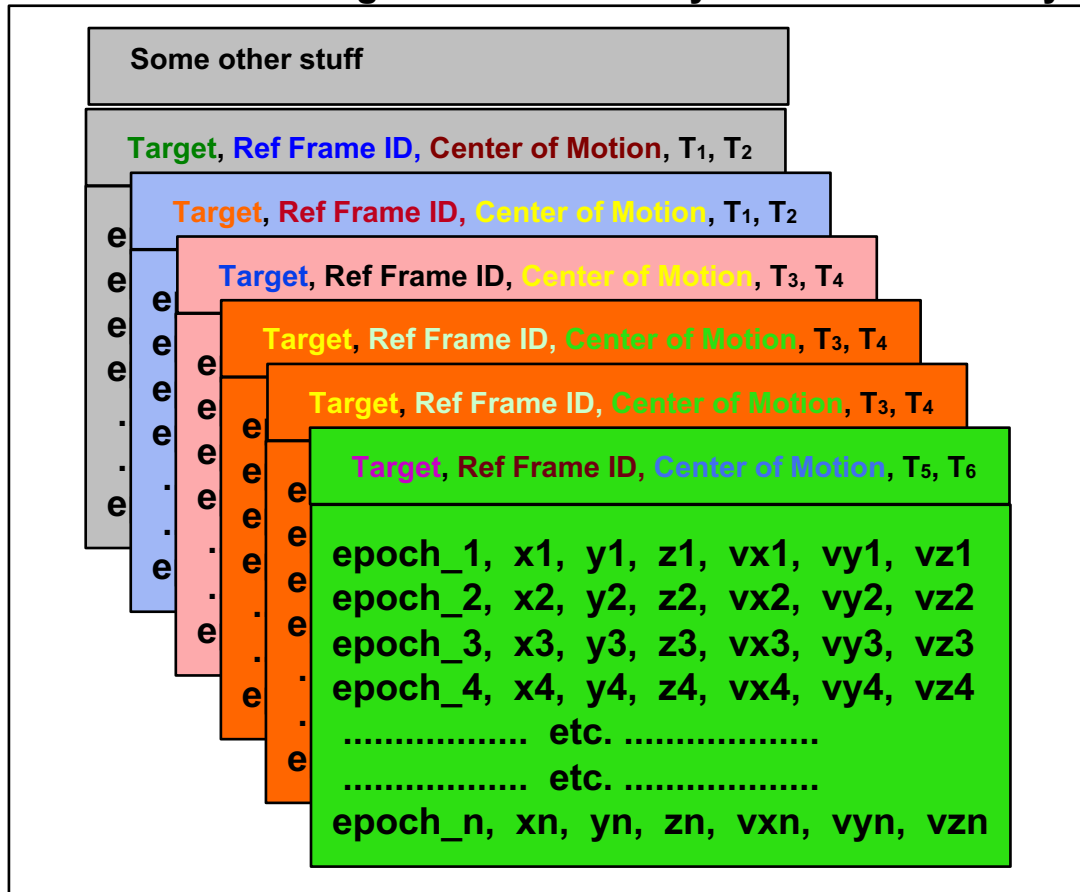 Some other stuff
Target, Ref Frame ID, Center of Motion, T1, T2
Target, Ref Frame ID, Center of Motion, T1, T2
Target, Ref Frame ID, Center of Motion, T3, T4
Target, Ref Frame ID, Center of Motion, T3, T4
Target, Ref Frame ID, Center of Motion, T3, T4
Target, Ref Frame ID, Center of Motion, T5, T6
epoch_1, x1, y1, z1, vx1, vy1, vz1
epoch_2, x2, y2, z2, vx2, vy2, vz2
epoch_3, x3, y3, z3, vx3, vy3, vz3
epoch_4, x4, y4, z4, vx4, vy4, vz4
.................. etc. ...................
.................. etc. ...................
epoch_n, xn, yn, zn, vxn, vyn, vzn